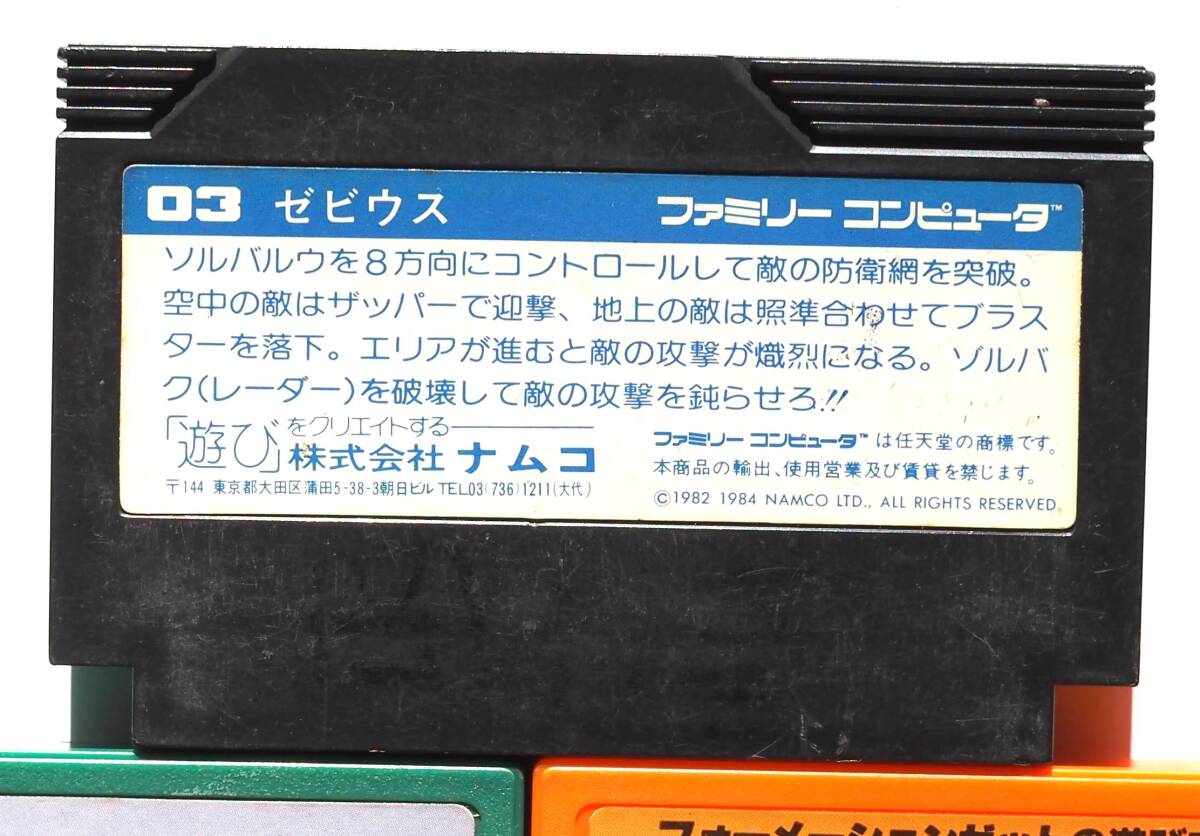 03 ゼビウス ファミリー コンピュータ™
ソルバルウを8方向にコントロールして敵の防衛網を突破。
空中の敵はザッパーで迎撃、地上の敵は照準合わせてブラス
ターを落下。エリアが進むと敵の攻撃が熾烈になる。ゾルバ
ク(レーダー)を破壊して敵の攻撃を鈍らせろ!!
「遊び」をクリエイトする
株式会社 ナムコ
〒144 東京都大田区蒲田5-38-3朝日ビル TEL03(736)1211(大代)
ファミリー コンピュータ™ は任天堂の商標です。
本商品の輸出、使用営業及び賃貸を禁じます。
©1982 1984 NAMCO LTD., ALL RIGHTS RESERVED